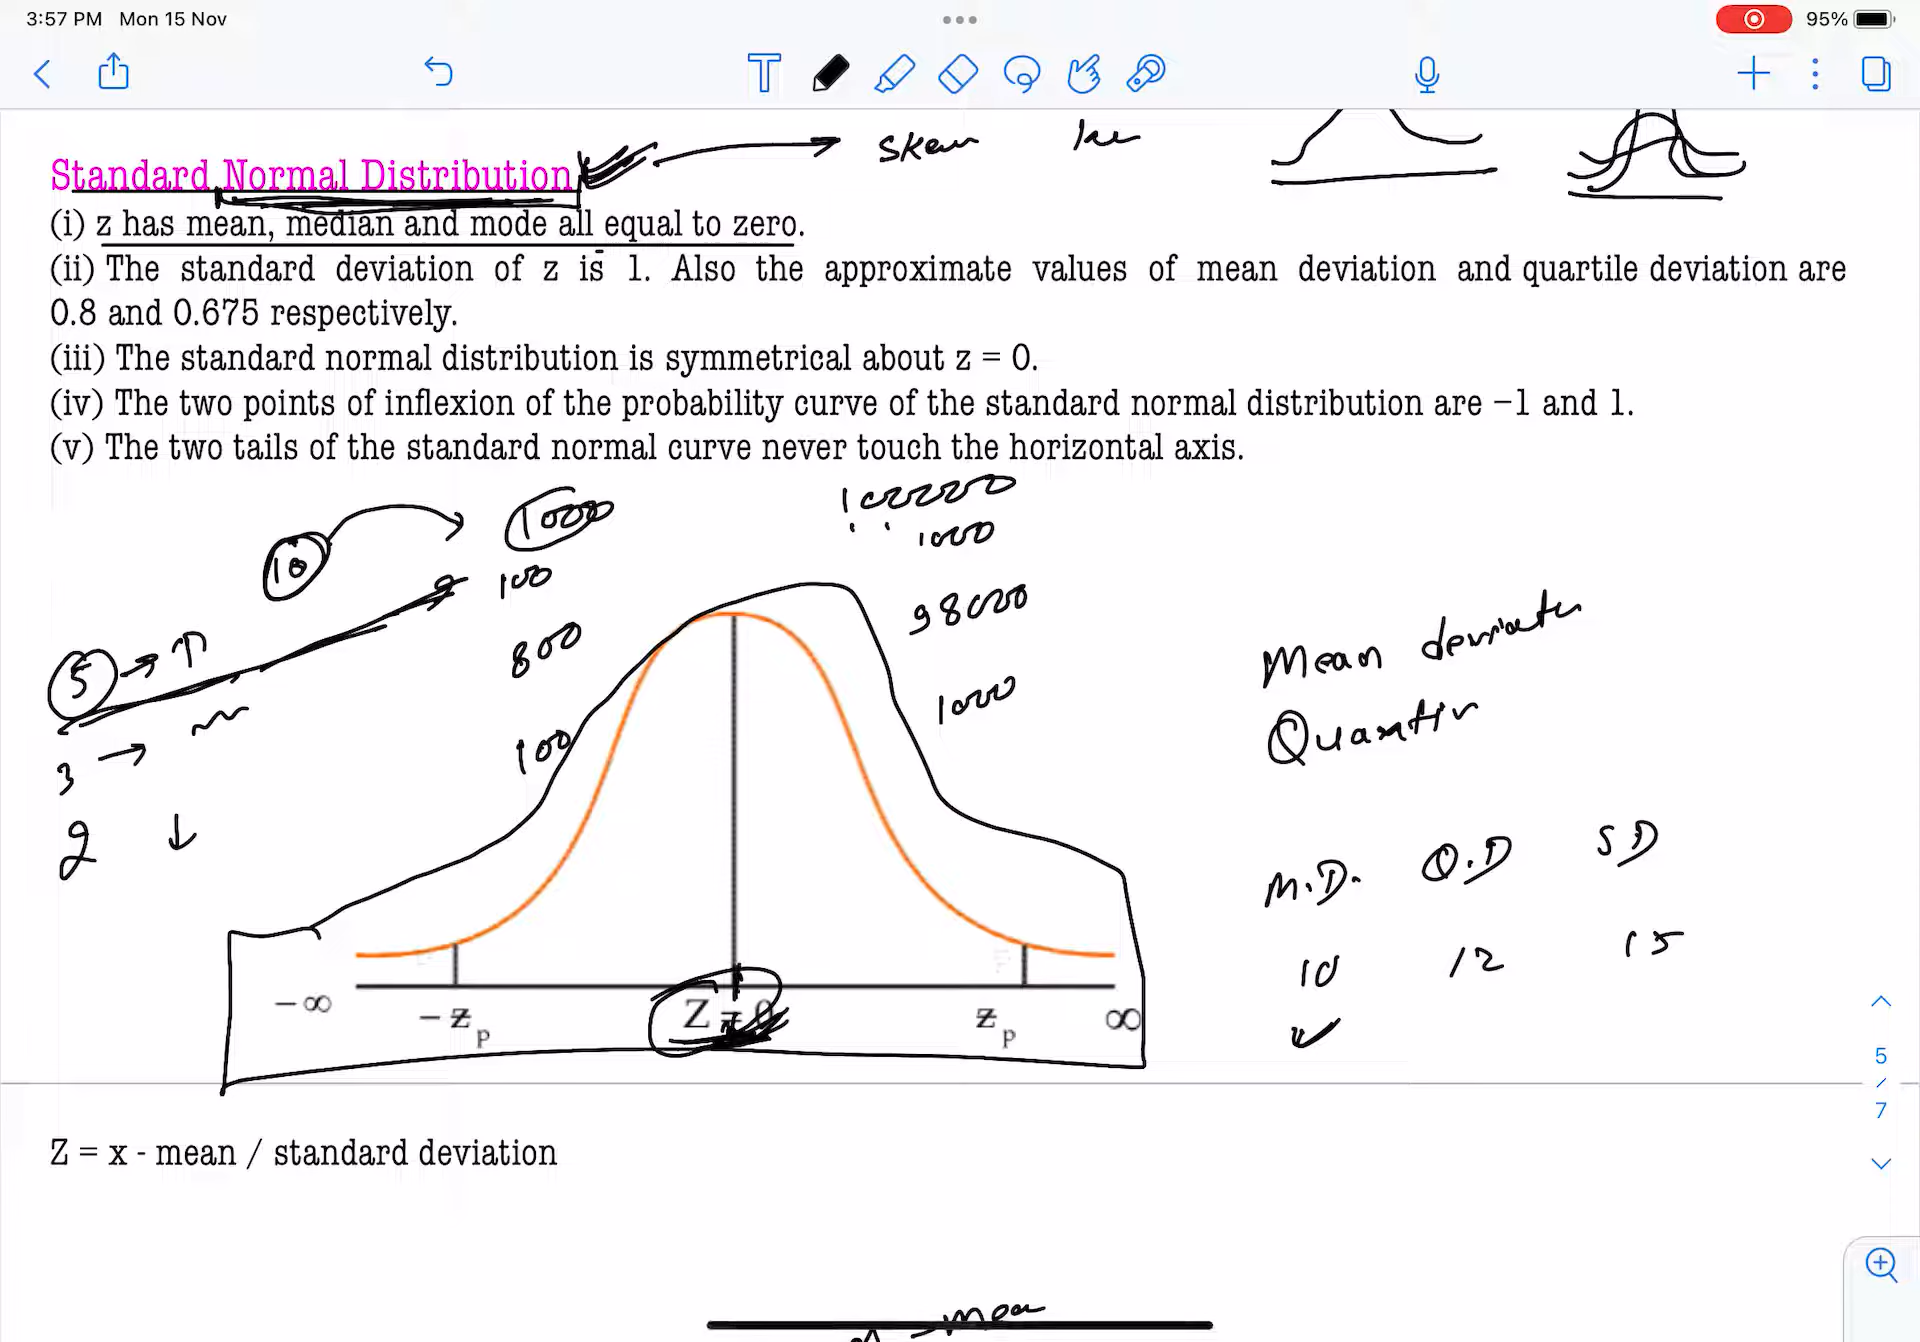 3:57 PM Mon 15 Nov
95%
skew
Standard Normal Distribution
(i) z has mean, median and mode all equal to zero.
(ii) The standard deviation of z is 1. Also the approximate values of mean deviation and quartile deviation are
0.8 and 0.675 respectively.
(iii) The standard normal distribution is symmetrical about z = 0.
(iv) The two points of inflexion of the probability curve of the standard normal distribution are −1 and 1.
(v) The two tails of the standard normal curve never touch the horizontal axis.
10 1000 100000
1000
100
5 800 98000
3 100 1000
2
Mean
M.D. Q.D SD
10 12 15
−∞ −zp Z = 0 zp ∞
5
/
7
Z = x - mean / standard deviation